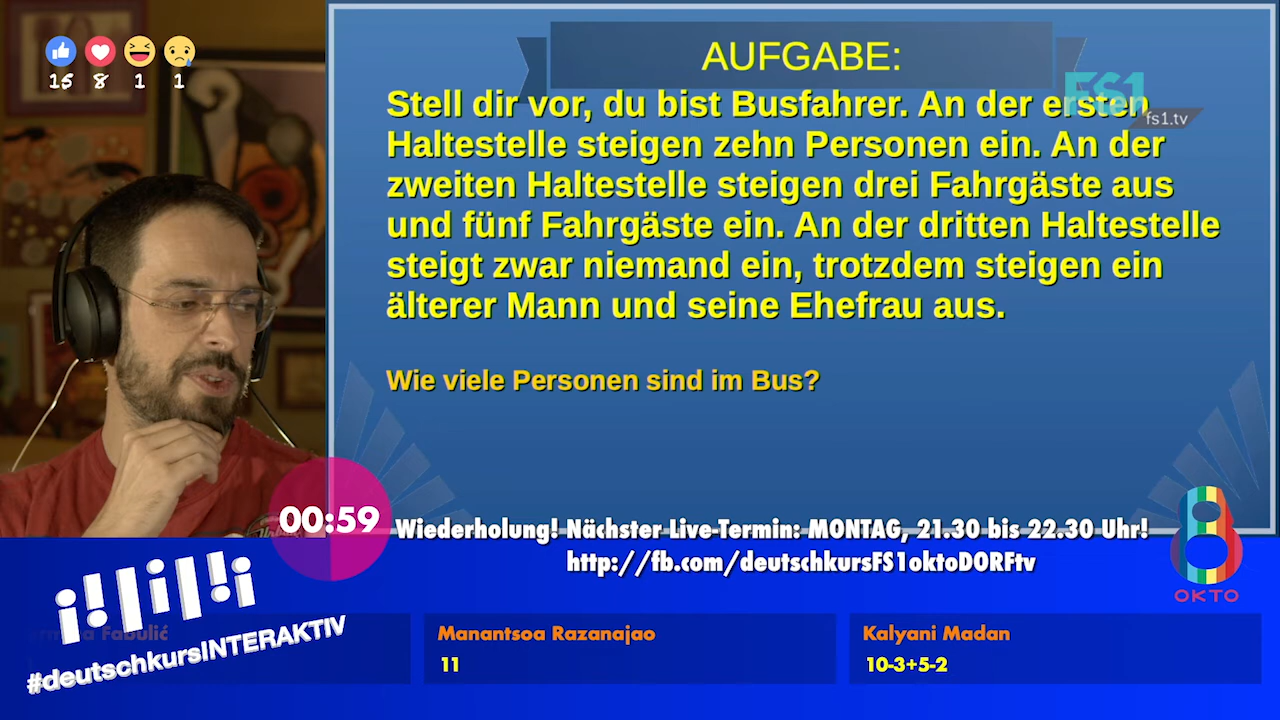 15 8 1 1
AUFGABE:
Stell dir vor, du bist Busfahrer. An der ersten
Haltestelle steigen zehn Personen ein. An der
zweiten Haltestelle steigen drei Fahrgäste aus
und fünf Fahrgäste ein. An der dritten Haltestelle
steigt zwar niemand ein, trotzdem steigen ein
älterer Mann und seine Ehefrau aus.
Wie viele Personen sind im Bus?
FS1
fs1.tv
00:59
Wiederholung! Nächster Live-Termin: MONTAG, 21.30 bis 22.30 Uhr!
http://fb.com/deutschkursFS1oktoDORFtv
OKTO
#deutschkursINTERAKTIV
Fabulić
Manantsoa Razanajao
11
Kalyani Madan
10-3+5-2